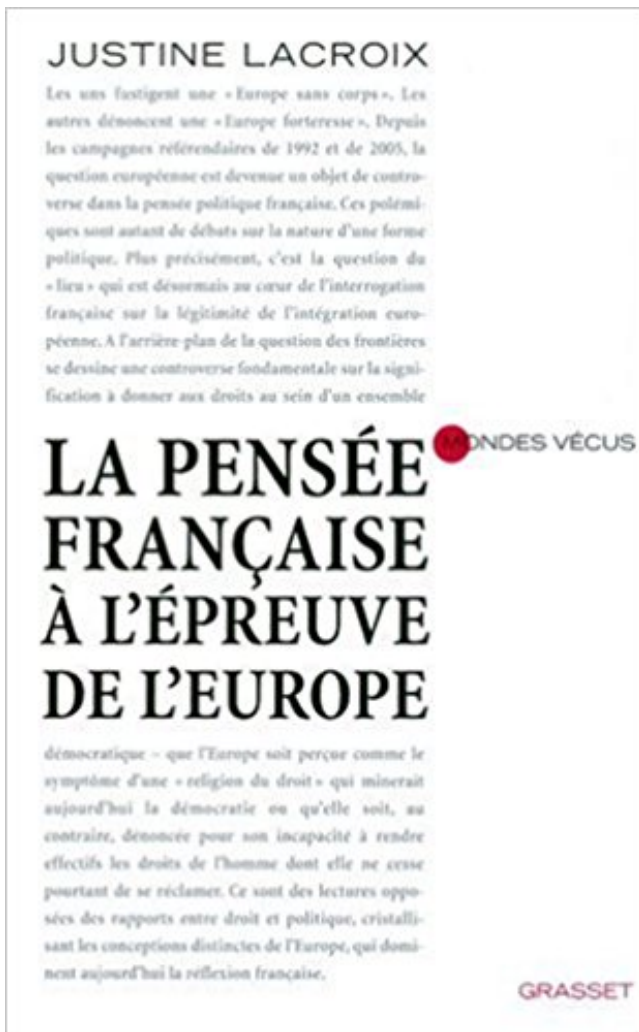 JUSTINE LACROIX
Les uns fustigent une « Europe sans corps ». Les
autres dénoncent une « Europe forteresse ». Depuis
les campagnes référendaires de 1992 et de 2005, la
question européenne est devenue un objet de contro-
verse dans la pensée politique française. Ces polémi-
ques sont autant de débats sur la nature d'une forme
politique. Plus précisément, c'est la question du
« lieu » qui est désormais au cœur de l'interrogation
française sur la légitimité de l'intégration euro-
péenne. A l'arrière-plan de la question des frontières
se dessine une controverse fondamentale sur la signi-
fication à donner aux droits au sein d'un ensemble
MONDES VÉCUS
LA PENSÉE
FRANÇAISE
À L'ÉPREUVE
DE L'EUROPE
démocratique – que l'Europe soit perçue comme le
symptôme d'une « religion du droit » qui minerait
aujourd'hui la démocratie ou qu'elle soit, au
contraire, dénoncée pour son incapacité à rendre
effectifs les droits de l'homme dont elle ne cesse
pourtant de se réclamer. Ce sont des lectures oppo-
sées des rapports entre droit et politique, cristalli-
sant les conceptions distinctes de l'Europe, qui domi-
nent aujourd'hui la réflexion française.
GRASSET